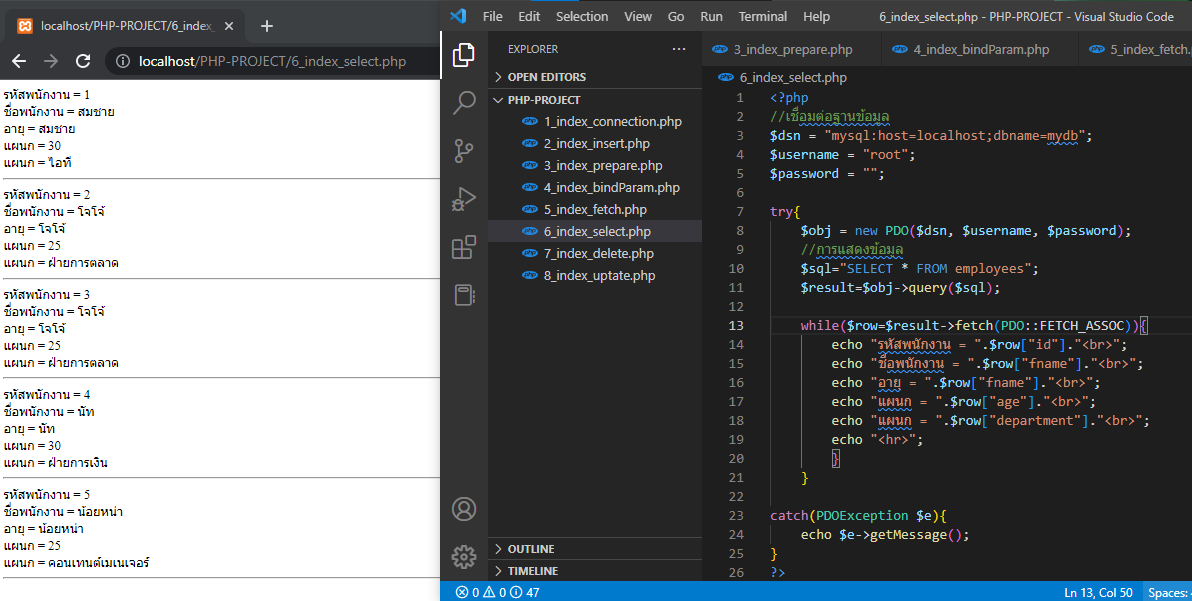 localhost/PHP-PROJECT/6_index_
localhost/PHP-PROJECT/6_index_select.php
รหัสพนักงาน = 1
ชื่อพนักงาน = สมชาย
อายุ = สมชาย
แผนก = 30
แผนก = ไอที
รหัสพนักงาน = 2
ชื่อพนักงาน = โจโจ้
อายุ = โจโจ้
แผนก = 25
แผนก = ฝ่ายการตลาด
รหัสพนักงาน = 3
ชื่อพนักงาน = โจโจ้
อายุ = โจโจ้
แผนก = 25
แผนก = ฝ่ายการตลาด
รหัสพนักงาน = 4
ชื่อพนักงาน = นัท
อายุ = นัท
แผนก = 30
แผนก = ฝ่ายการเงิน
รหัสพนักงาน = 5
ชื่อพนักงาน = น้อยหน่า
อายุ = น้อยหน่า
แผนก = 25
แผนก = คอนเทนต์เมเนเจอร์
File Edit Selection View Go Run Terminal Help 6_index_select.php - PHP-PROJECT - Visual Studio Code
EXPLORER
OPEN EDITORS
PHP-PROJECT
1_index_connection.php
2_index_insert.php
3_index_prepare.php
4_index_bindParam.php
5_index_fetch.php
6_index_select.php
7_index_delete.php
8_index_uptate.php
OUTLINE
TIMELINE
3_index_prepare.php 4_index_bindParam.php 5_index_fetch.
6_index_select.php
1 <?php
2 //เชื่อมต่อฐานข้อมูล
3 $dsn = "mysql:host=localhost;dbname=mydb";
4 $username = "root";
5 $password = "";
6
7 try{
8 $obj = new PDO($dsn, $username, $password);
9 //การแสดงข้อมูล
10 $sql="SELECT * FROM employees";
11 $result=$obj->query($sql);
12
13 while($row=$result->fetch(PDO::FETCH_ASSOC)){
14 echo "รหัสพนักงาน = ".$row["id"]."<br>";
15 echo "ชื่อพนักงาน = ".$row["fname"]."<br>";
16 echo "อายุ = ".$row["fname"]."<br>";
17 echo "แผนก = ".$row["age"]."<br>";
18 echo "แผนก = ".$row["department"]."<br>";
19 echo "<hr>";
20 }
21 }
22
23 catch(PDOException $e){
24 echo $e->getMessage();
25 }
26 ?>
0 0 47
Ln 13, Col 50 Spaces: